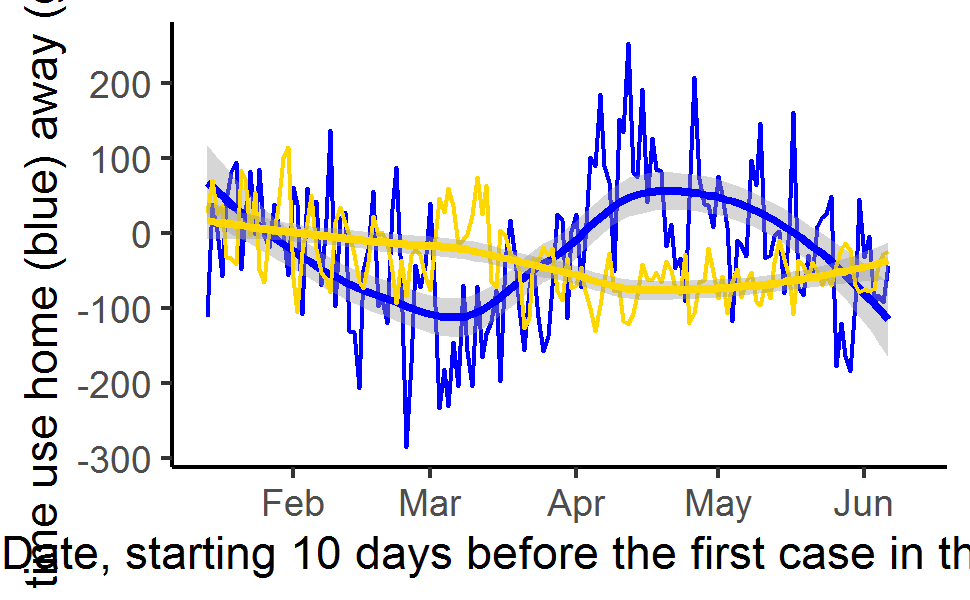 time use home (blue) away (
200
100
0
-100
-200
-300
Feb Mar Apr May Jun
Date, starting 10 days before the first case in th